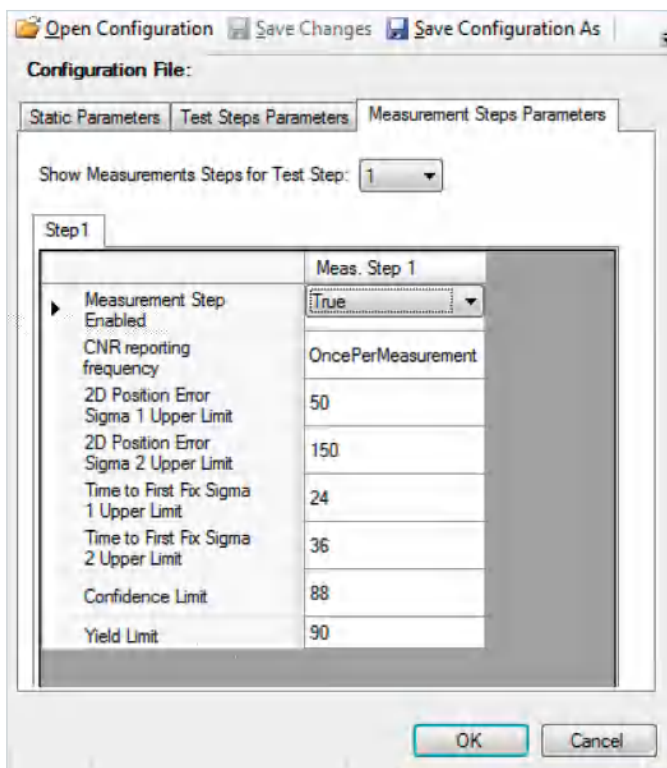 Open Configuration Save Changes Save Configuration As
Configuration File:
Static Parameters Test Steps Parameters Measurement Steps Parameters
Show Measurements Steps for Test Step: 1
Step1
Meas. Step 1
Measurement Step
Enabled
True
CNR reporting
frequency
OncePerMeasurement
2D Position Error
Sigma 1 Upper Limit
50
2D Position Error
Sigma 2 Upper Limit
150
Time to First Fix Sigma
1 Upper Limit
24
Time to First Fix Sigma
2 Upper Limit
36
Confidence Limit 88
Yield Limit 90
OK Cancel